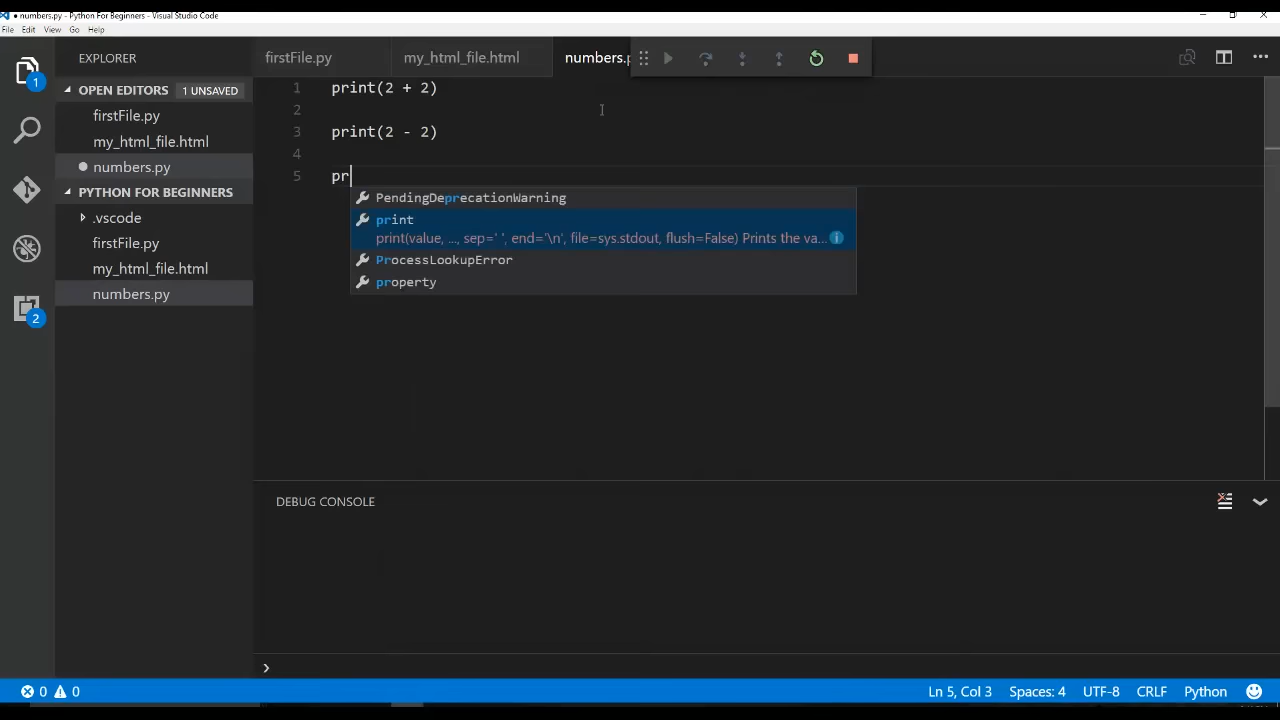 ● numbers.py - Python For Beginners - Visual Studio Code
File Edit View Go Help
EXPLORER
firstFile.py my_html_file.html numbers.p
1
OPEN EDITORS 1 UNSAVED
firstFile.py
my_html_file.html
numbers.py
PYTHON FOR BEGINNERS
.vscode
firstFile.py
my_html_file.html
numbers.py
2
1 print(2 + 2)
2
3 print(2 - 2)
4
5 pr
PendingDeprecationWarning
print
print(value, ..., sep=' ', end='\n', file=sys.stdout, flush=False) Prints the va...
ProcessLookupError
property
DEBUG CONSOLE
0 0 Ln 5, Col 3 Spaces: 4 UTF-8 CRLF Python